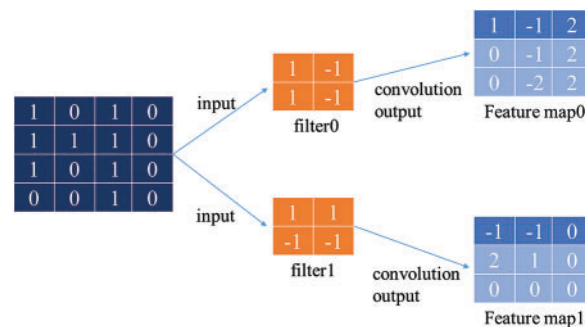 1 0 1 0
1 1 1 0
1 0 1 0
0 0 1 0
input
input
1 -1
1 -1
filter0
1 1
-1 -1
filter1
convolution
output
convolution
output
1 -1 2
0 -1 2
0 -2 2
Feature map0
-1 -1 0
2 1 0
0 0 0
Feature map1